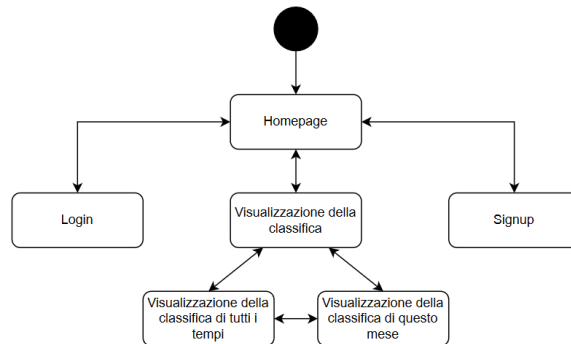 Homepage
Login
Visualizzazione della
classifica
Signup
Visualizzazione della
classifica di tutti i
tempi
Visualizzazione della
classifica di questo
mese